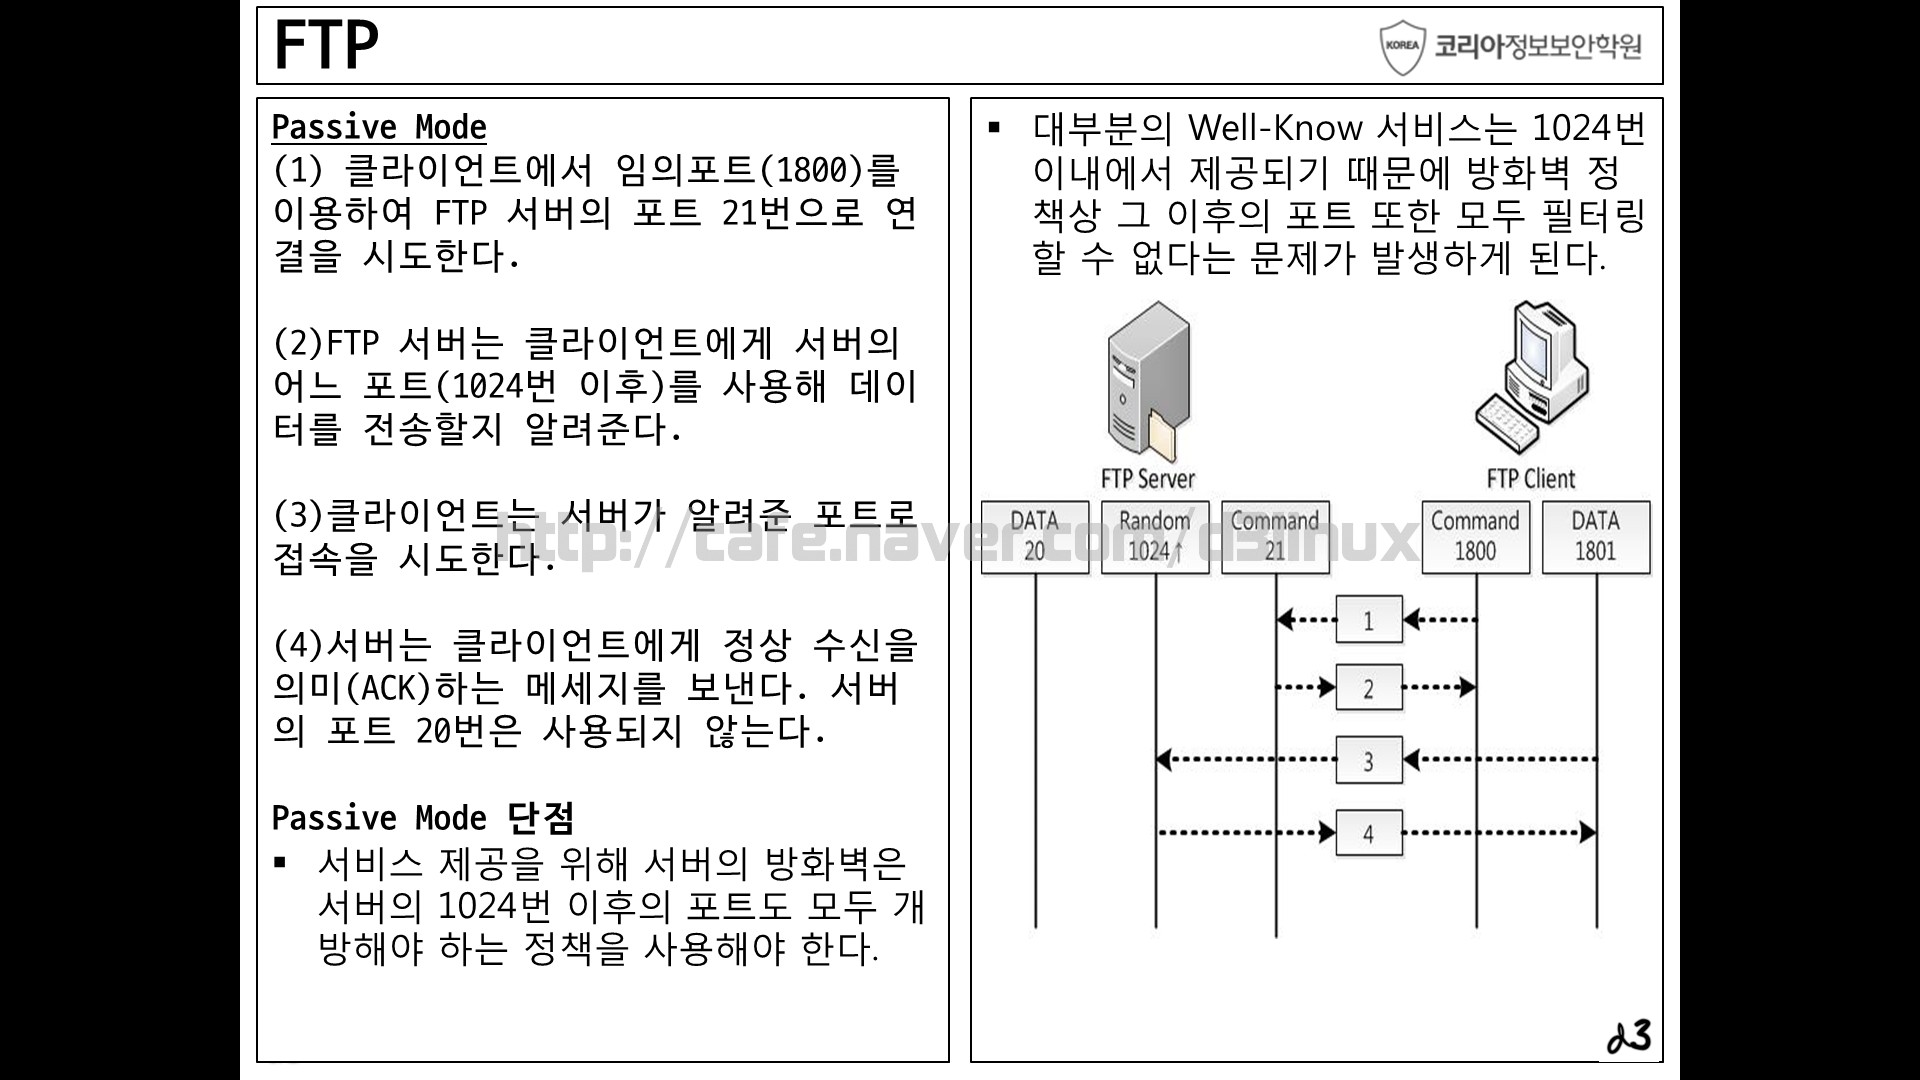 FTP
KOREA 코리아정보보안학원
Passive Mode
(1) 클라이언트에서 임의포트(1800)를
이용하여 FTP 서버의 포트 21번으로 연
결을 시도한다.
(2)FTP 서버는 클라이언트에게 서버의
어느 포트(1024번 이후)를 사용해 데이
터를 전송할지 알려준다.
(3)클라이언트는 서버가 알려준 포트로
접속을 시도한다.
(4)서버는 클라이언트에게 정상 수신을
의미(ACK)하는 메세지를 보낸다. 서버
의 포트 20번은 사용되지 않는다.
Passive Mode 단점
▪ 서비스 제공을 위해 서버의 방화벽은
서버의 1024번 이후의 포트도 모두 개
방해야 하는 정책을 사용해야 한다.
▪ 대부분의 Well-Know 서비스는 1024번
이내에서 제공되기 때문에 방화벽 정
책상 그 이후의 포트 또한 모두 필터링
할 수 없다는 문제가 발생하게 된다.
FTP Server
FTP Client
DATA
20
Random
1024↑
Command
21
Command
1800
DATA
1801
1
2
3
4
http://cafe.naver.com/d3linux
d3